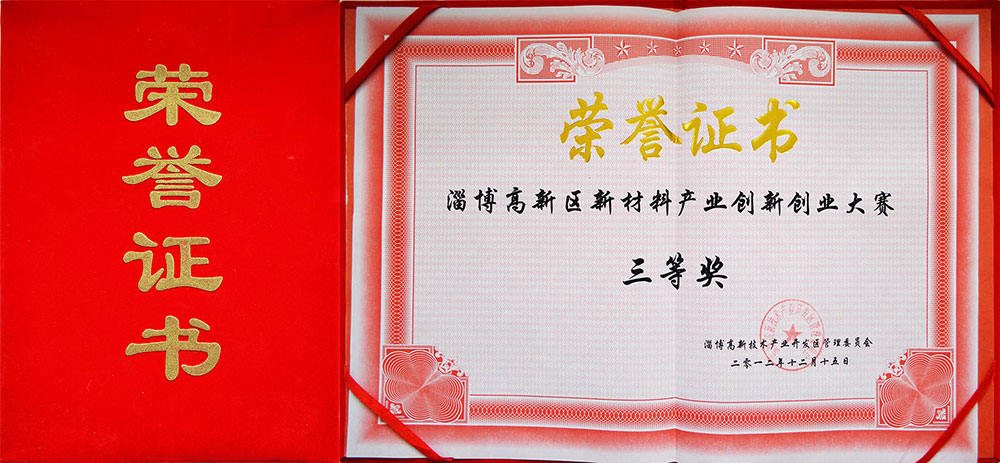 荣
誉
证
书
荣誉证书
淄博高新区新材料产业创新创业大赛
三等奖
淄博高新技术产业开发区管理委员会
二零一二年十二月十五日